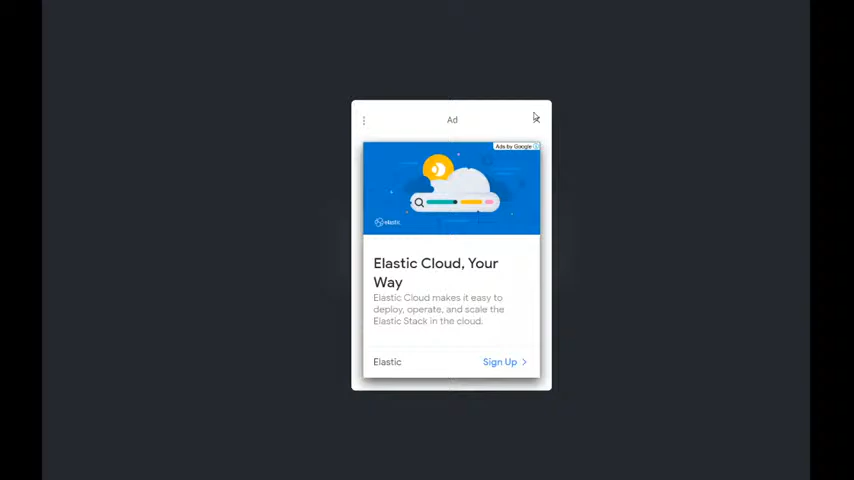 Ad
Ads by Google
elastic
Elastic Cloud, Your
Way
Elastic Cloud makes it easy to
deploy, operate, and scale the
Elastic Stack in the cloud.
Elastic
Sign Up